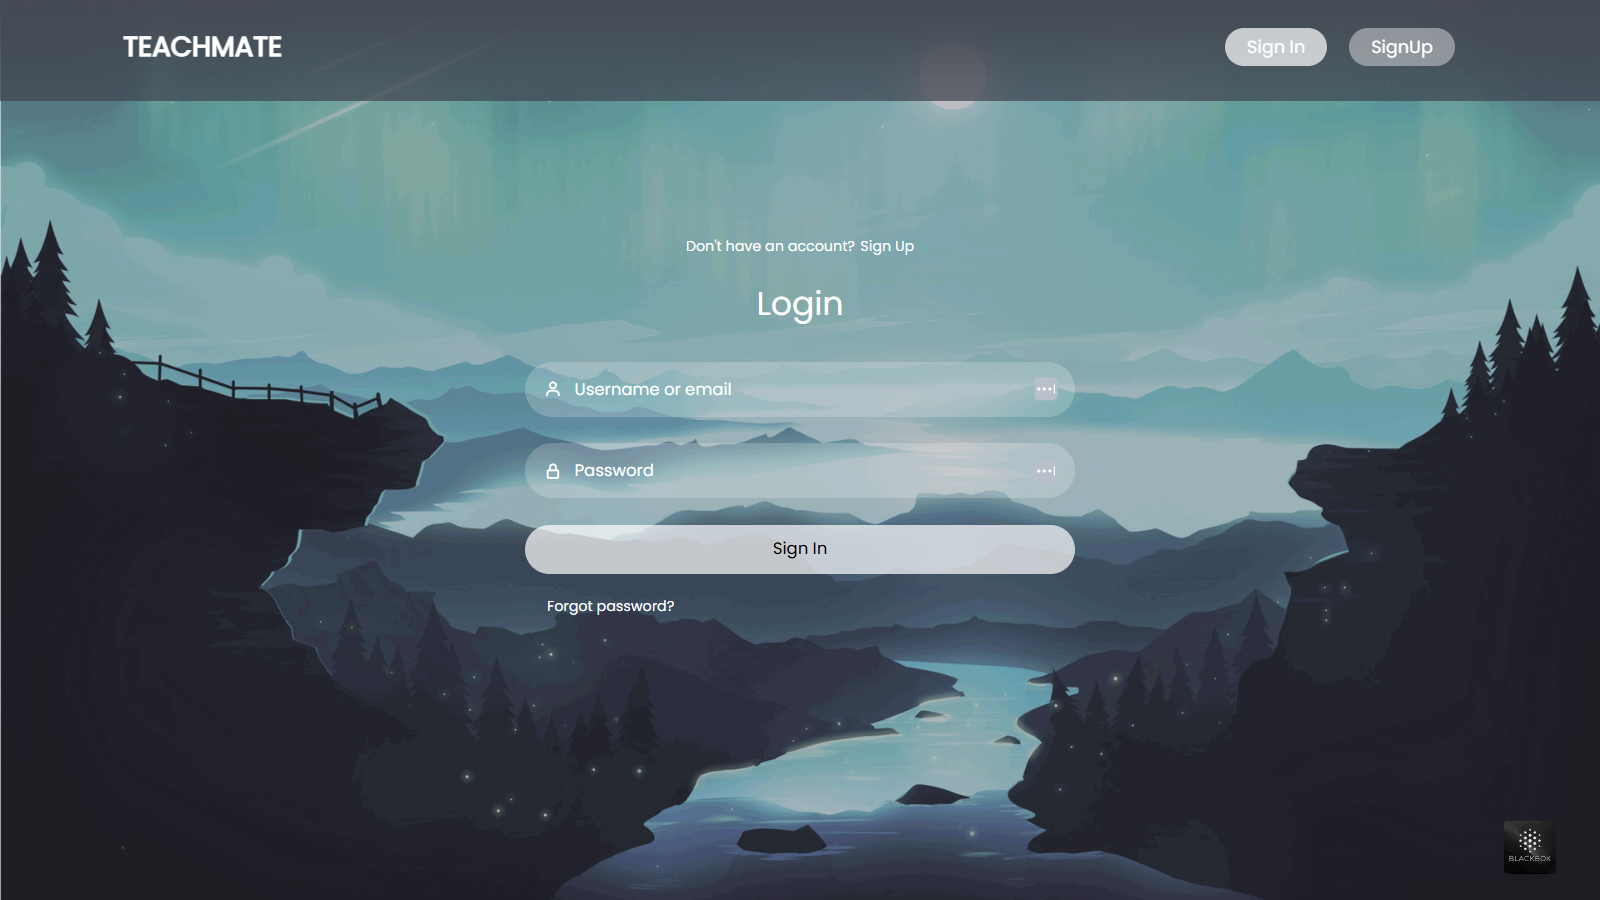 TEACHMATE
Sign In
SignUp
Don't have an account? Sign Up
Login
Username or email
Password
Sign In
Forgot password?
BLACKBOX